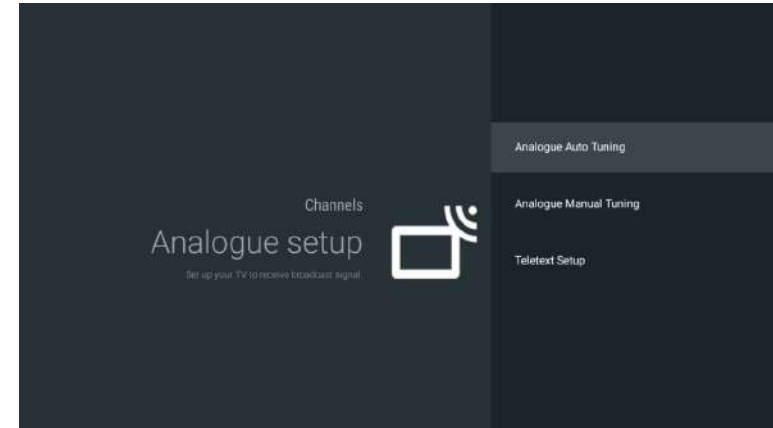 Channels
Analogue setup
Set up your TV to receive broadcast signal.
Analogue Auto Tuning
Analogue Manual Tuning
Teletext Setup